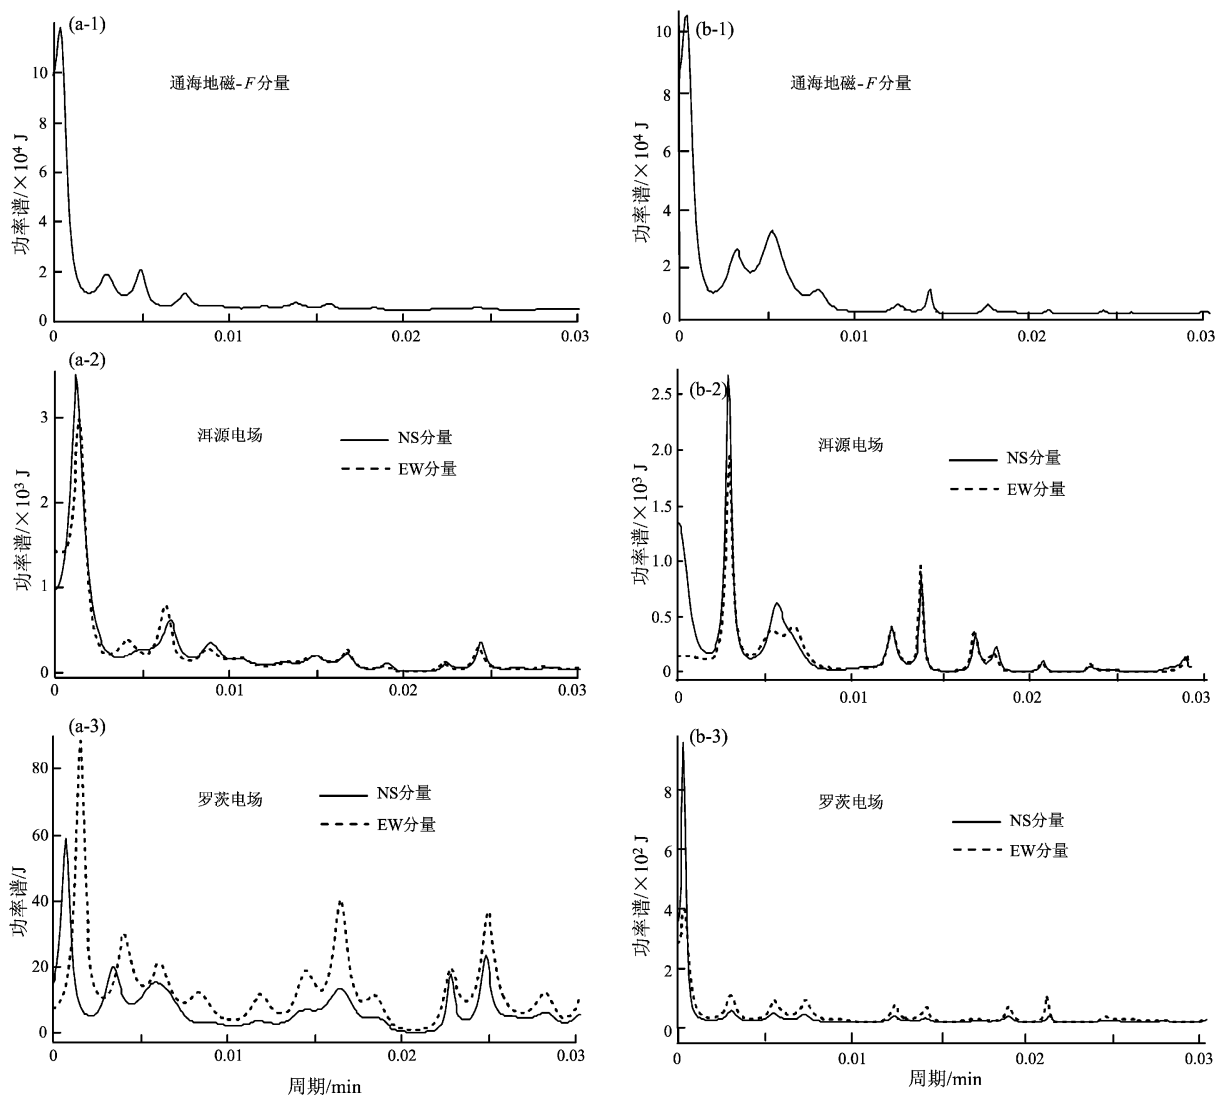 (a-1)
通海地磁-F分量
功率谱/×10⁴ J
10
8
6
4
2
0
0 0.01 0.02 0.03
(b-1)
通海地磁-F分量
功率谱/×10⁴ J
10
8
6
4
2
0
0 0.01 0.02 0.03
(a-2)
洱源电场
NS分量
EW分量
功率谱/×10³ J
3
2
1
0
0 0.01 0.02 0.03
(b-2)
洱源电场
NS分量
EW分量
功率谱/×10³ J
2.5
2.0
1.5
1.0
0.5
0
0 0.01 0.02 0.03
(a-3)
罗茨电场
NS分量
EW分量
功率谱/J
80
60
40
20
0
0 0.01 0.02 0.03
周期/min
(b-3)
罗茨电场
NS分量
EW分量
功率谱/×10² J
8
6
4
2
0
0 0.01 0.02 0.03
周期/min